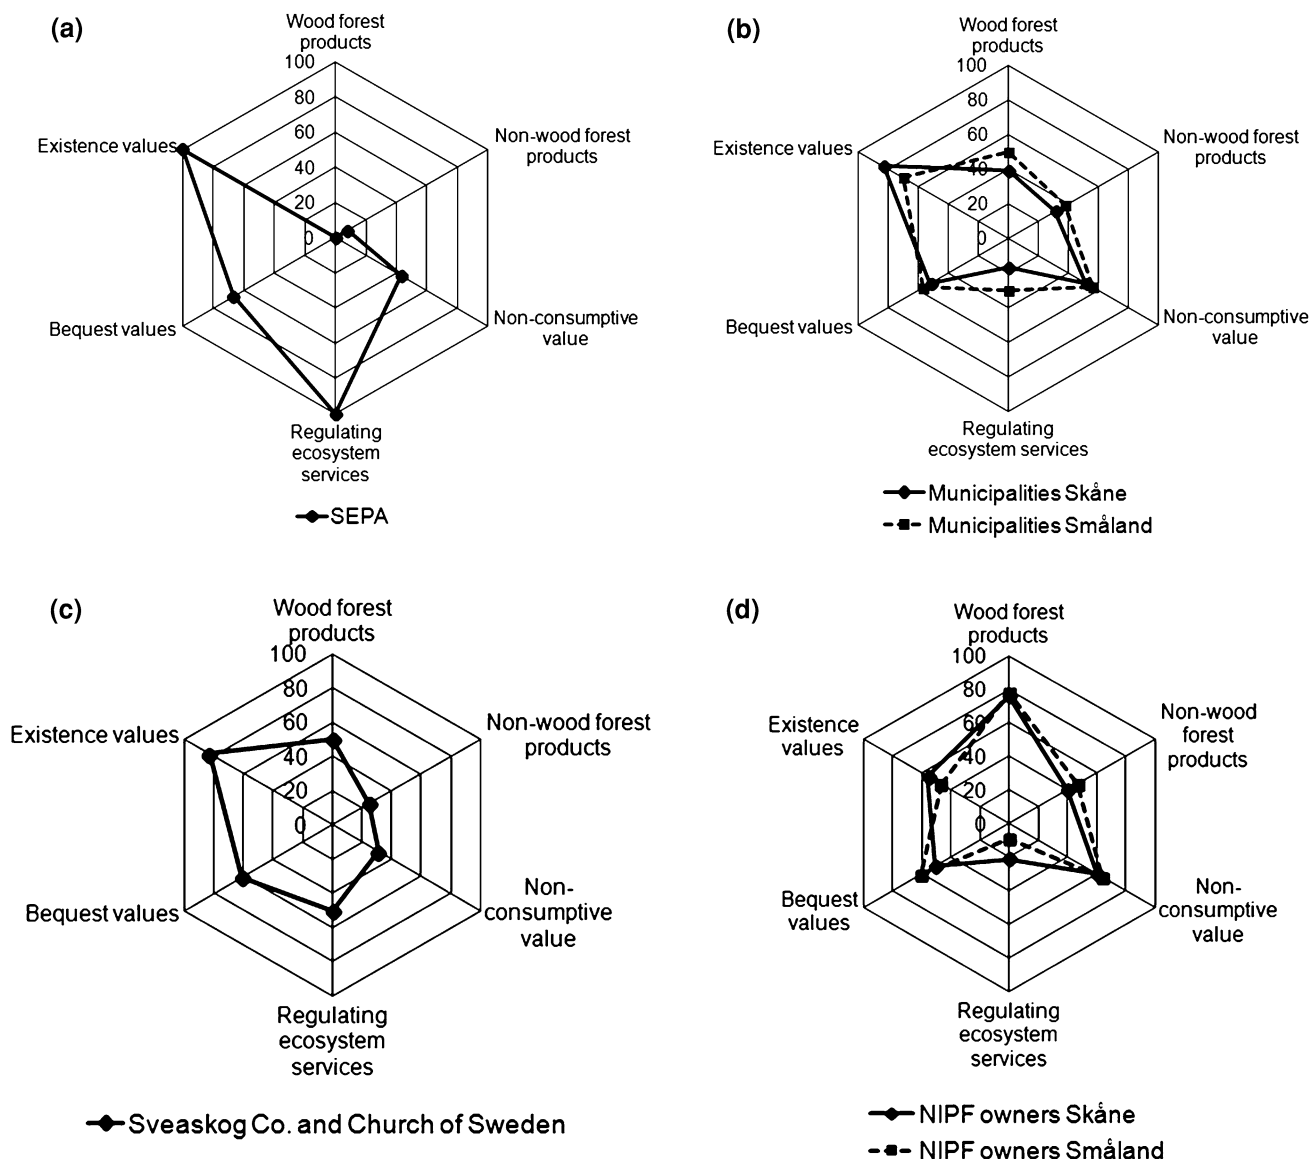 (a)
Wood forest
products
100
80
60
40
20
0
Existence values
Non-wood forest
products
Bequest values
Non-consumptive
value
Regulating
ecosystem
services
SEPA
(b)
Wood forest
products
100
80
60
40
20
0
Existence values
Non-wood forest
products
Bequest values
Non-consumptive
value
Regulating
ecosystem services
Municipalities Skåne
Municipalities Småland
(c)
Wood forest
products
100
80
60
40
20
0
Existence values
Non-wood forest
products
Bequest values
Non-
consumptive
value
Regulating
ecosystem
services
Sveaskog Co. and Church of Sweden
(d)
Wood forest
products
100
80
60
40
20
0
Existence
values
Non-wood
forest
products
Bequest
values
Non-
consumptive
value
Regulating
ecosystem
services
NIPF owners Skåne
NIPF owners Småland